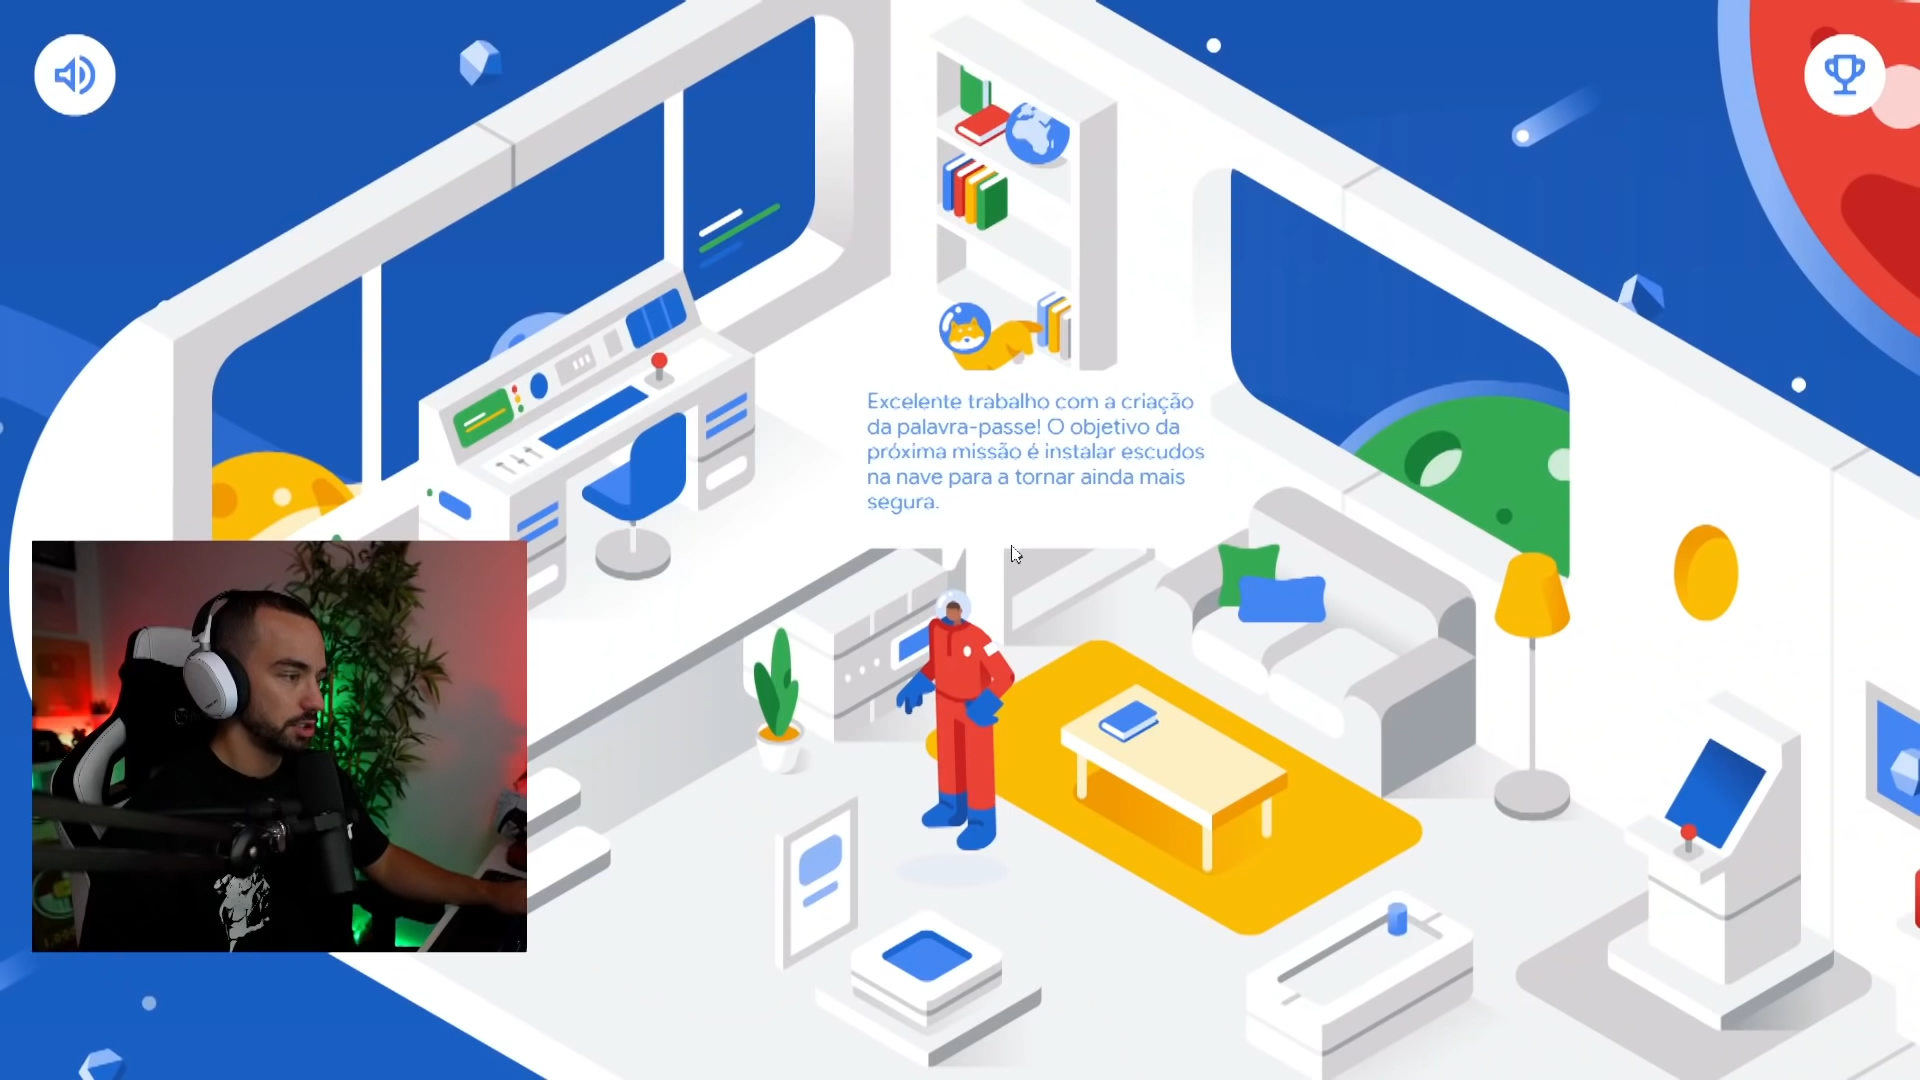 Excelente trabalho com a criação
da palavra-passe! O objetivo da
próxima missão é instalar escudos
na nave para a tornar ainda mais
segura.